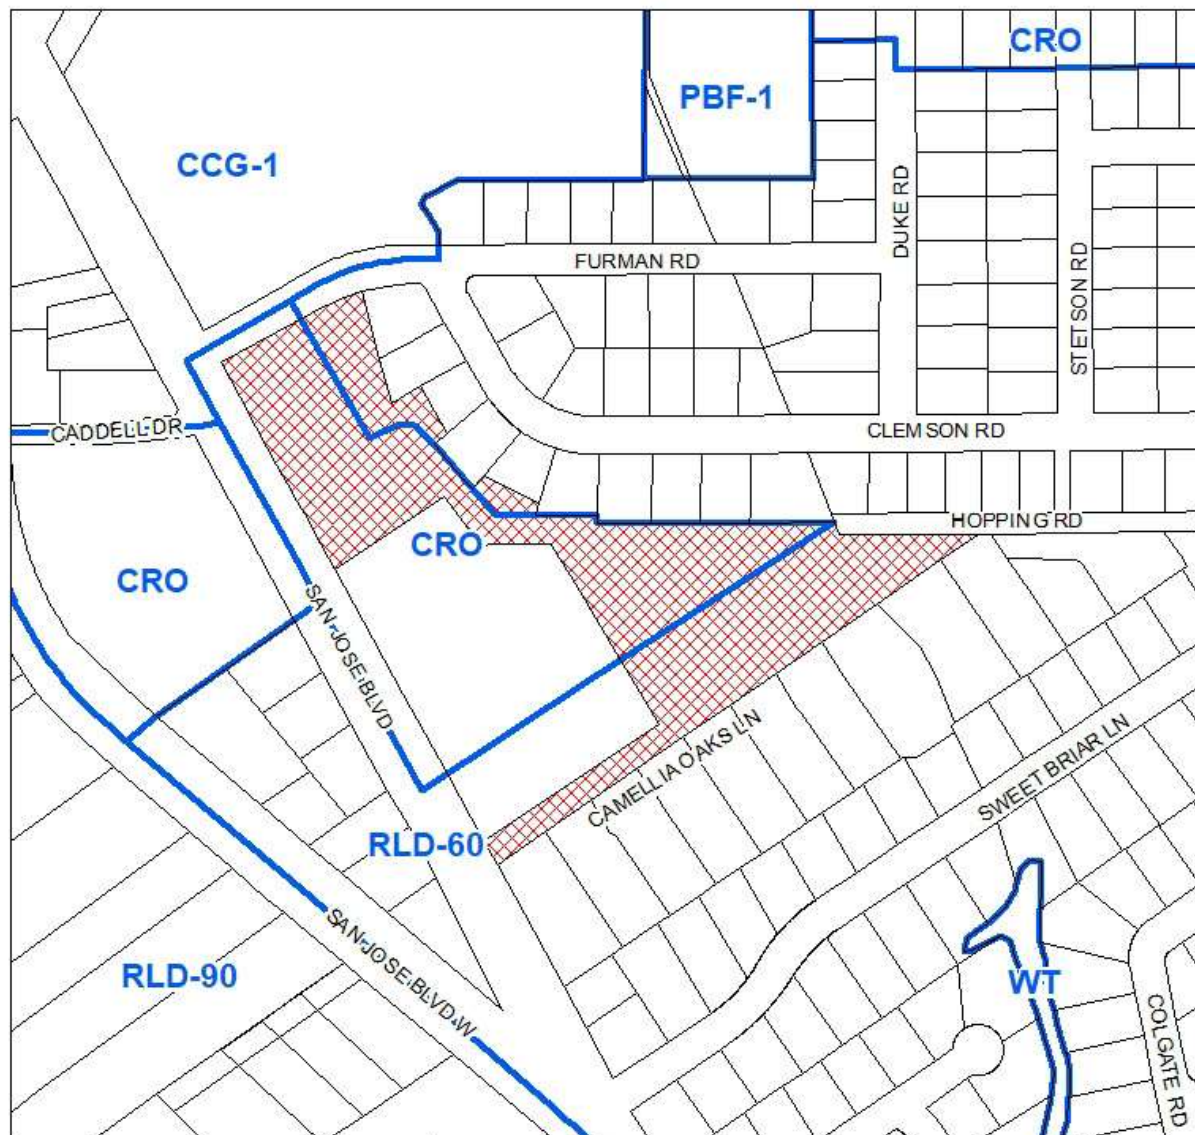 CRO
PBF-1
CCG-1
DUKE RD
STETSON RD
FURMAN RD
CADDELL DR
CLEMSON RD
HOPPING RD
CRO
CRO
SAN JOSE BLVD
CAMELLIA OAKS LN
SWEET BRIAR LN
RLD-60
SAN JOSE BLVD W
RLD-90
WT
COLGATE RD